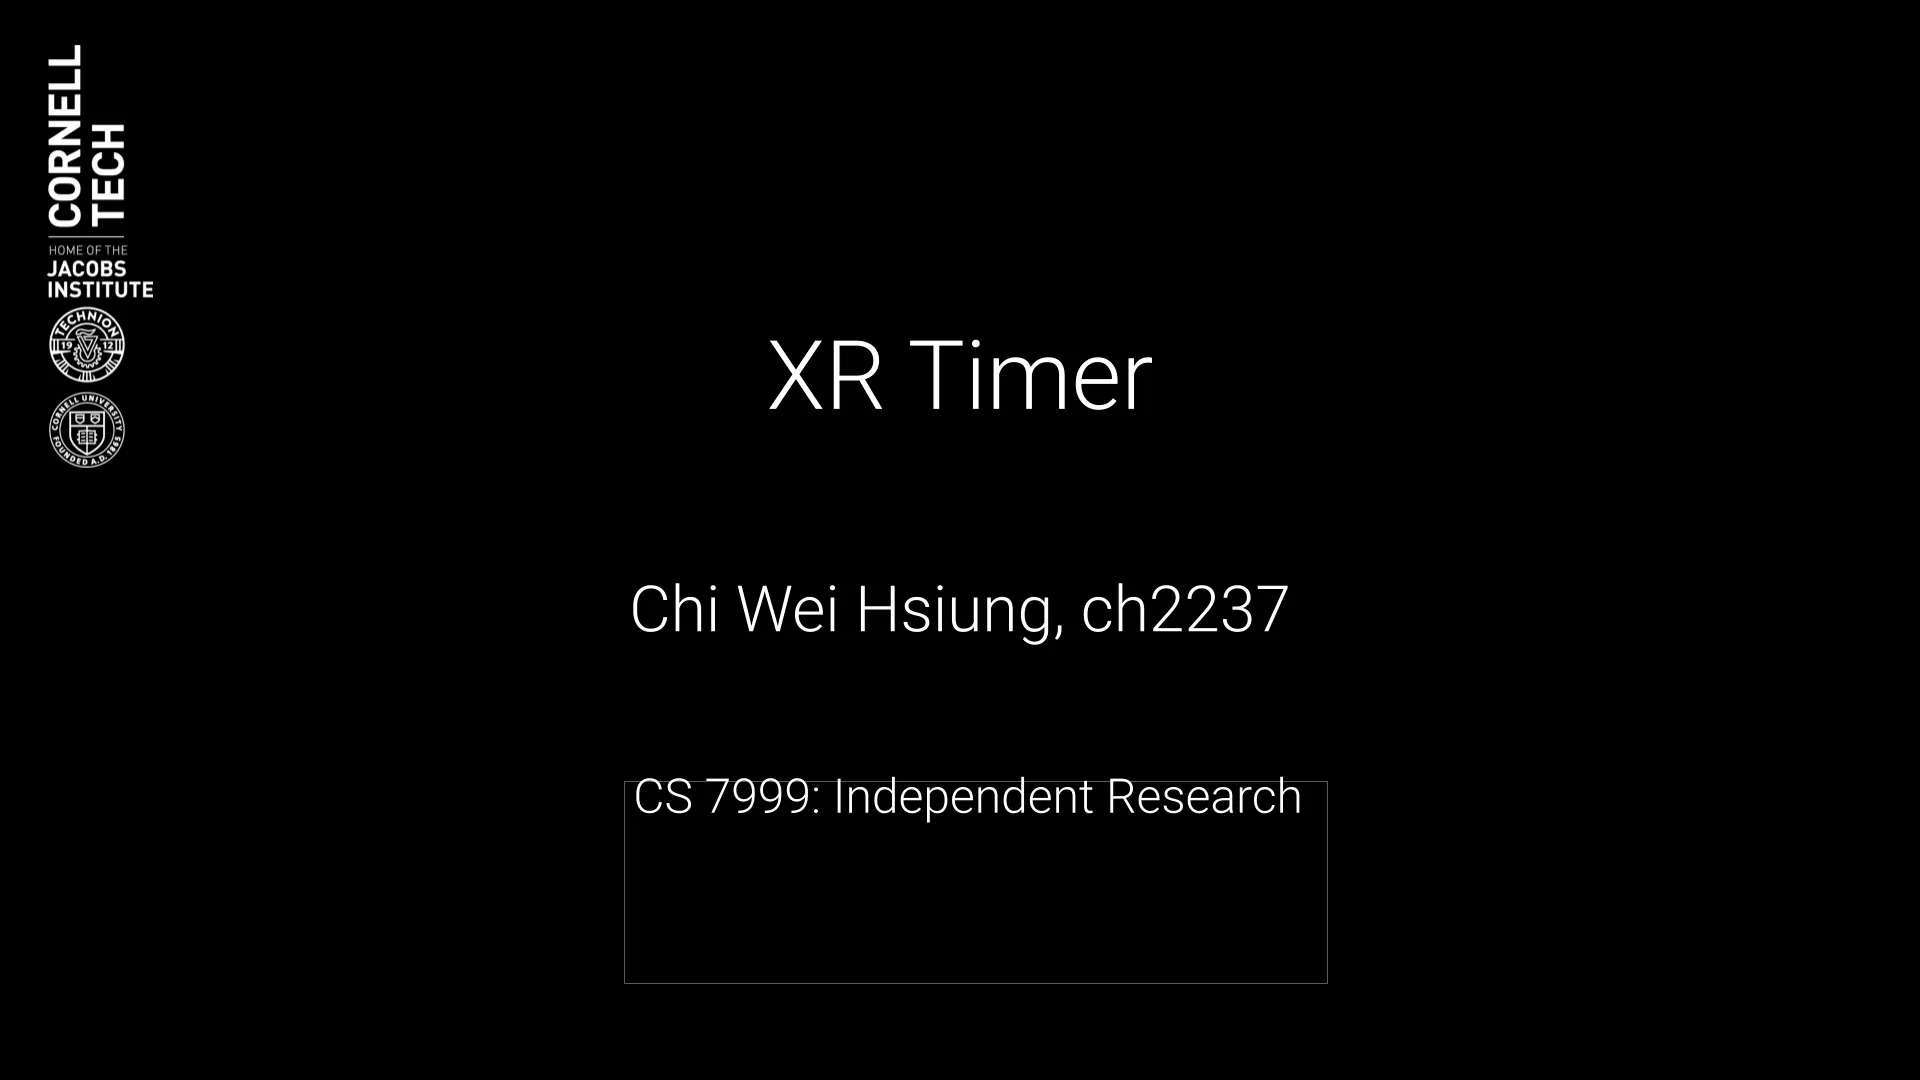 CORNELL
TECH
HOME OF THE
JACOBS
INSTITUTE
TECHNION
19 12
CORNELL UNIVERSITY
FOUNDED A.D. 1865
XR Timer
Chi Wei Hsiung, ch2237
CS 7999: Independent Research